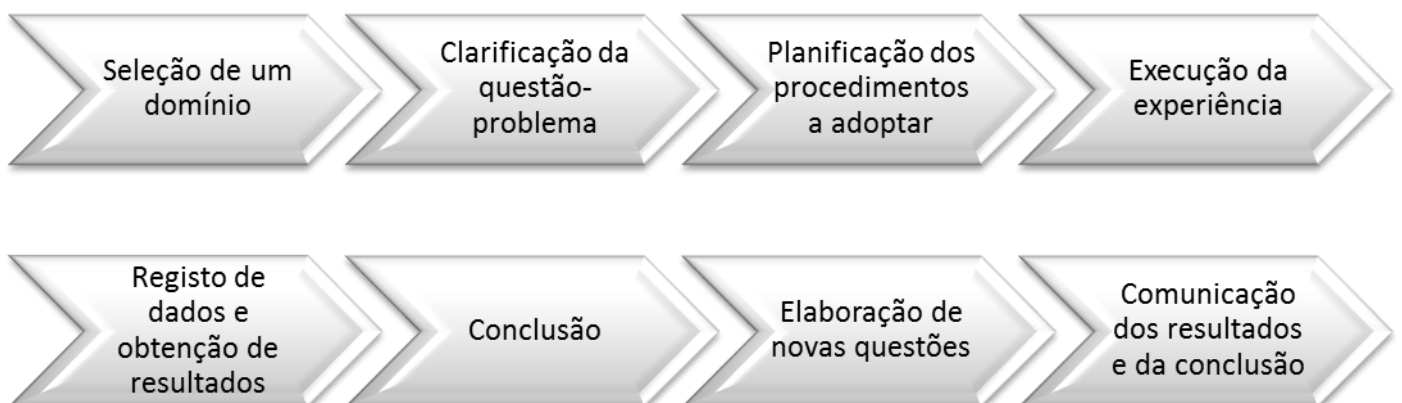 Seleção de um
domínio
Clarificação da
questão-
problema
Planificação dos
procedimentos
a adoptar
Execução da
experiência
Registo de
dados e
obtenção de
resultados
Conclusão
Elaboração de
novas questões
Comunicação
dos resultados
e da conclusão